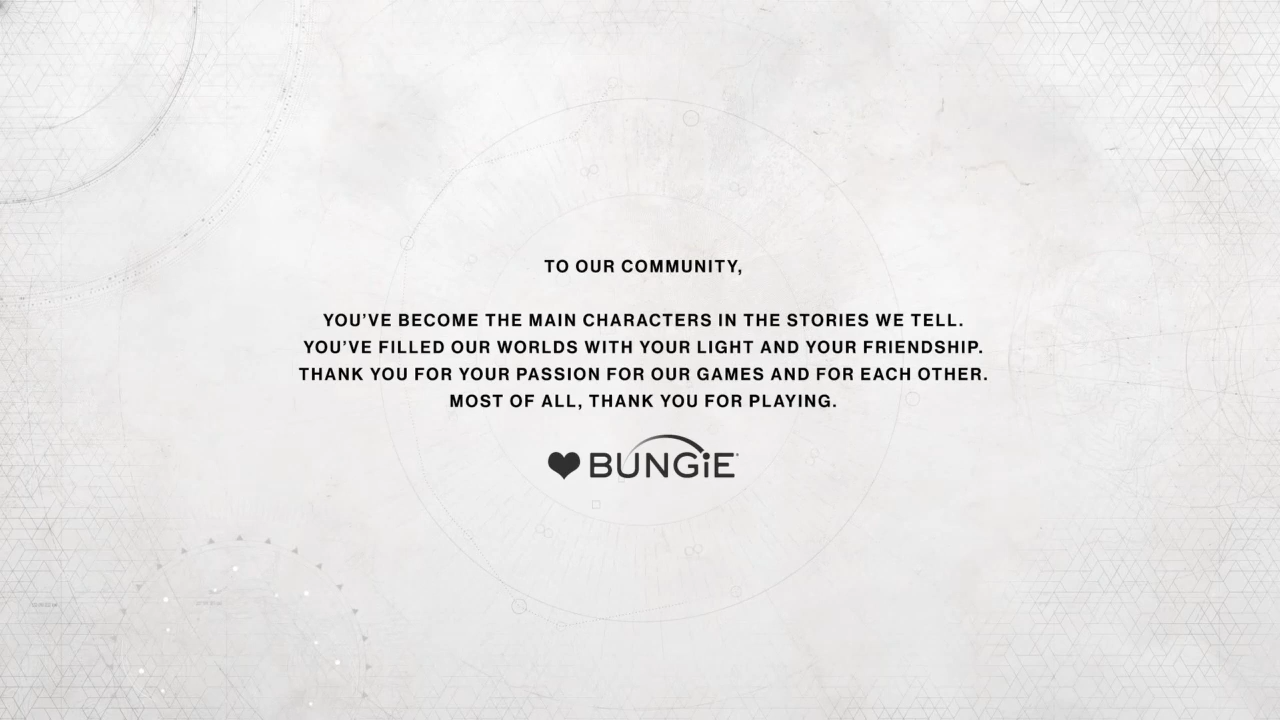 TO OUR COMMUNITY,
YOU'VE BECOME THE MAIN CHARACTERS IN THE STORIES WE TELL.
YOU'VE FILLED OUR WORLDS WITH YOUR LIGHT AND YOUR FRIENDSHIP.
THANK YOU FOR YOUR PASSION FOR OUR GAMES AND FOR EACH OTHER.
MOST OF ALL, THANK YOU FOR PLAYING.
BUNGiE